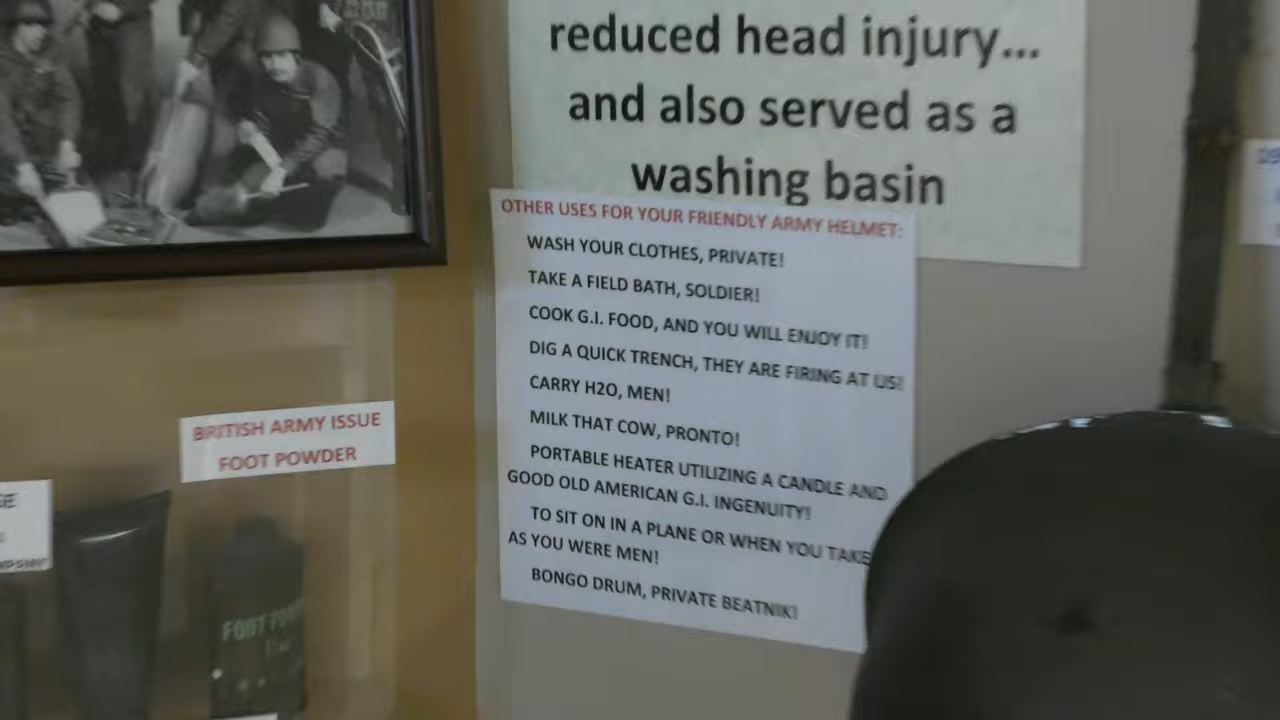 reduced head injury...
and also served as a
washing basin
OTHER USES FOR YOUR FRIENDLY ARMY HELMET:
WASH YOUR CLOTHES, PRIVATE!
TAKE A FIELD BATH, SOLDIER!
COOK G.I. FOOD, AND YOU WILL ENJOY IT!
DIG A QUICK TRENCH, THEY ARE FIRING AT US!
CARRY H2O, MEN!
MILK THAT COW, PRONTO!
PORTABLE HEATER UTILIZING A CANDLE AND
GOOD OLD AMERICAN G.I. INGENUITY!
TO SIT ON IN A PLANE OR WHEN YOU TAKE
AS YOU WERE MEN!
BONGO DRUM, PRIVATE BEATNIK!
BRITISH ARMY ISSUE
FOOT POWDER
FOOT